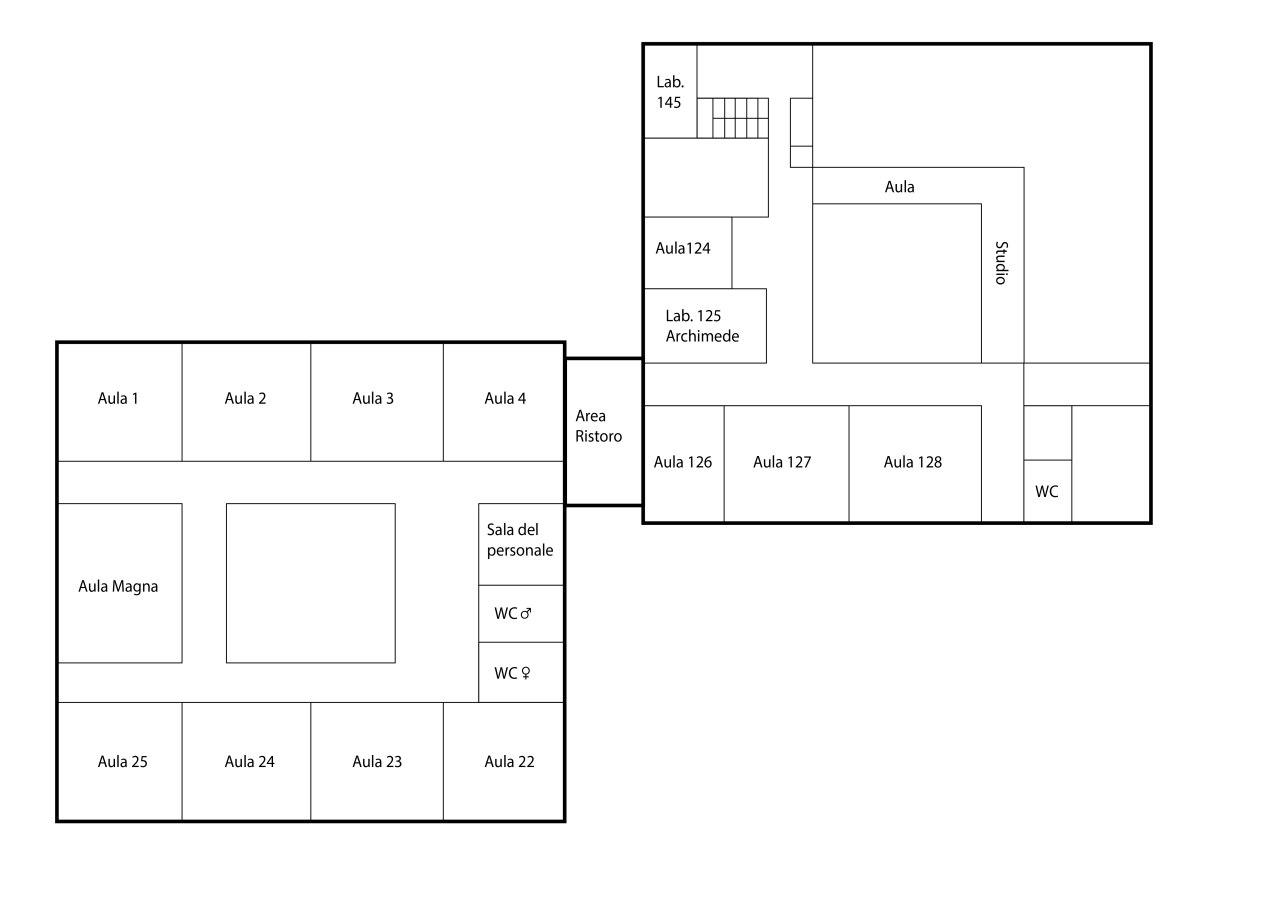 Lab.
145
Aula
Aula124
Studio
Lab. 125
Archimede
Aula 1
Aula 2
Aula 3
Aula 4
Area
Ristoro
Aula 126
Aula 127
Aula 128
WC
Sala del
personale
Aula Magna
WC♂
WC♀
Aula 25
Aula 24
Aula 23
Aula 22